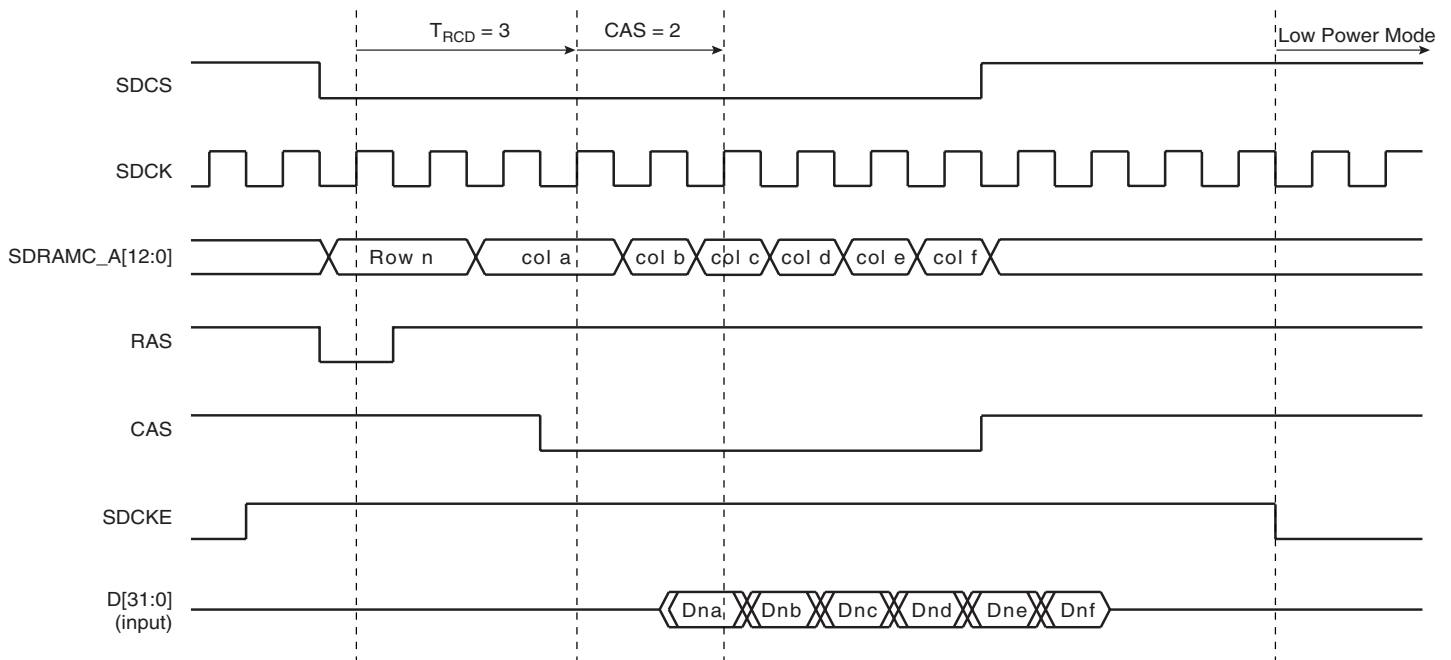 T_RCD = 3 CAS = 2 Low Power Mode
SDCS
SDCK
SDRAMC_A[12:0] Row n col a col b col c col d col e col f
RAS
CAS
SDCKE
D[31:0] Dna Dnb Dnc Dnd Dne Dnf
(input)